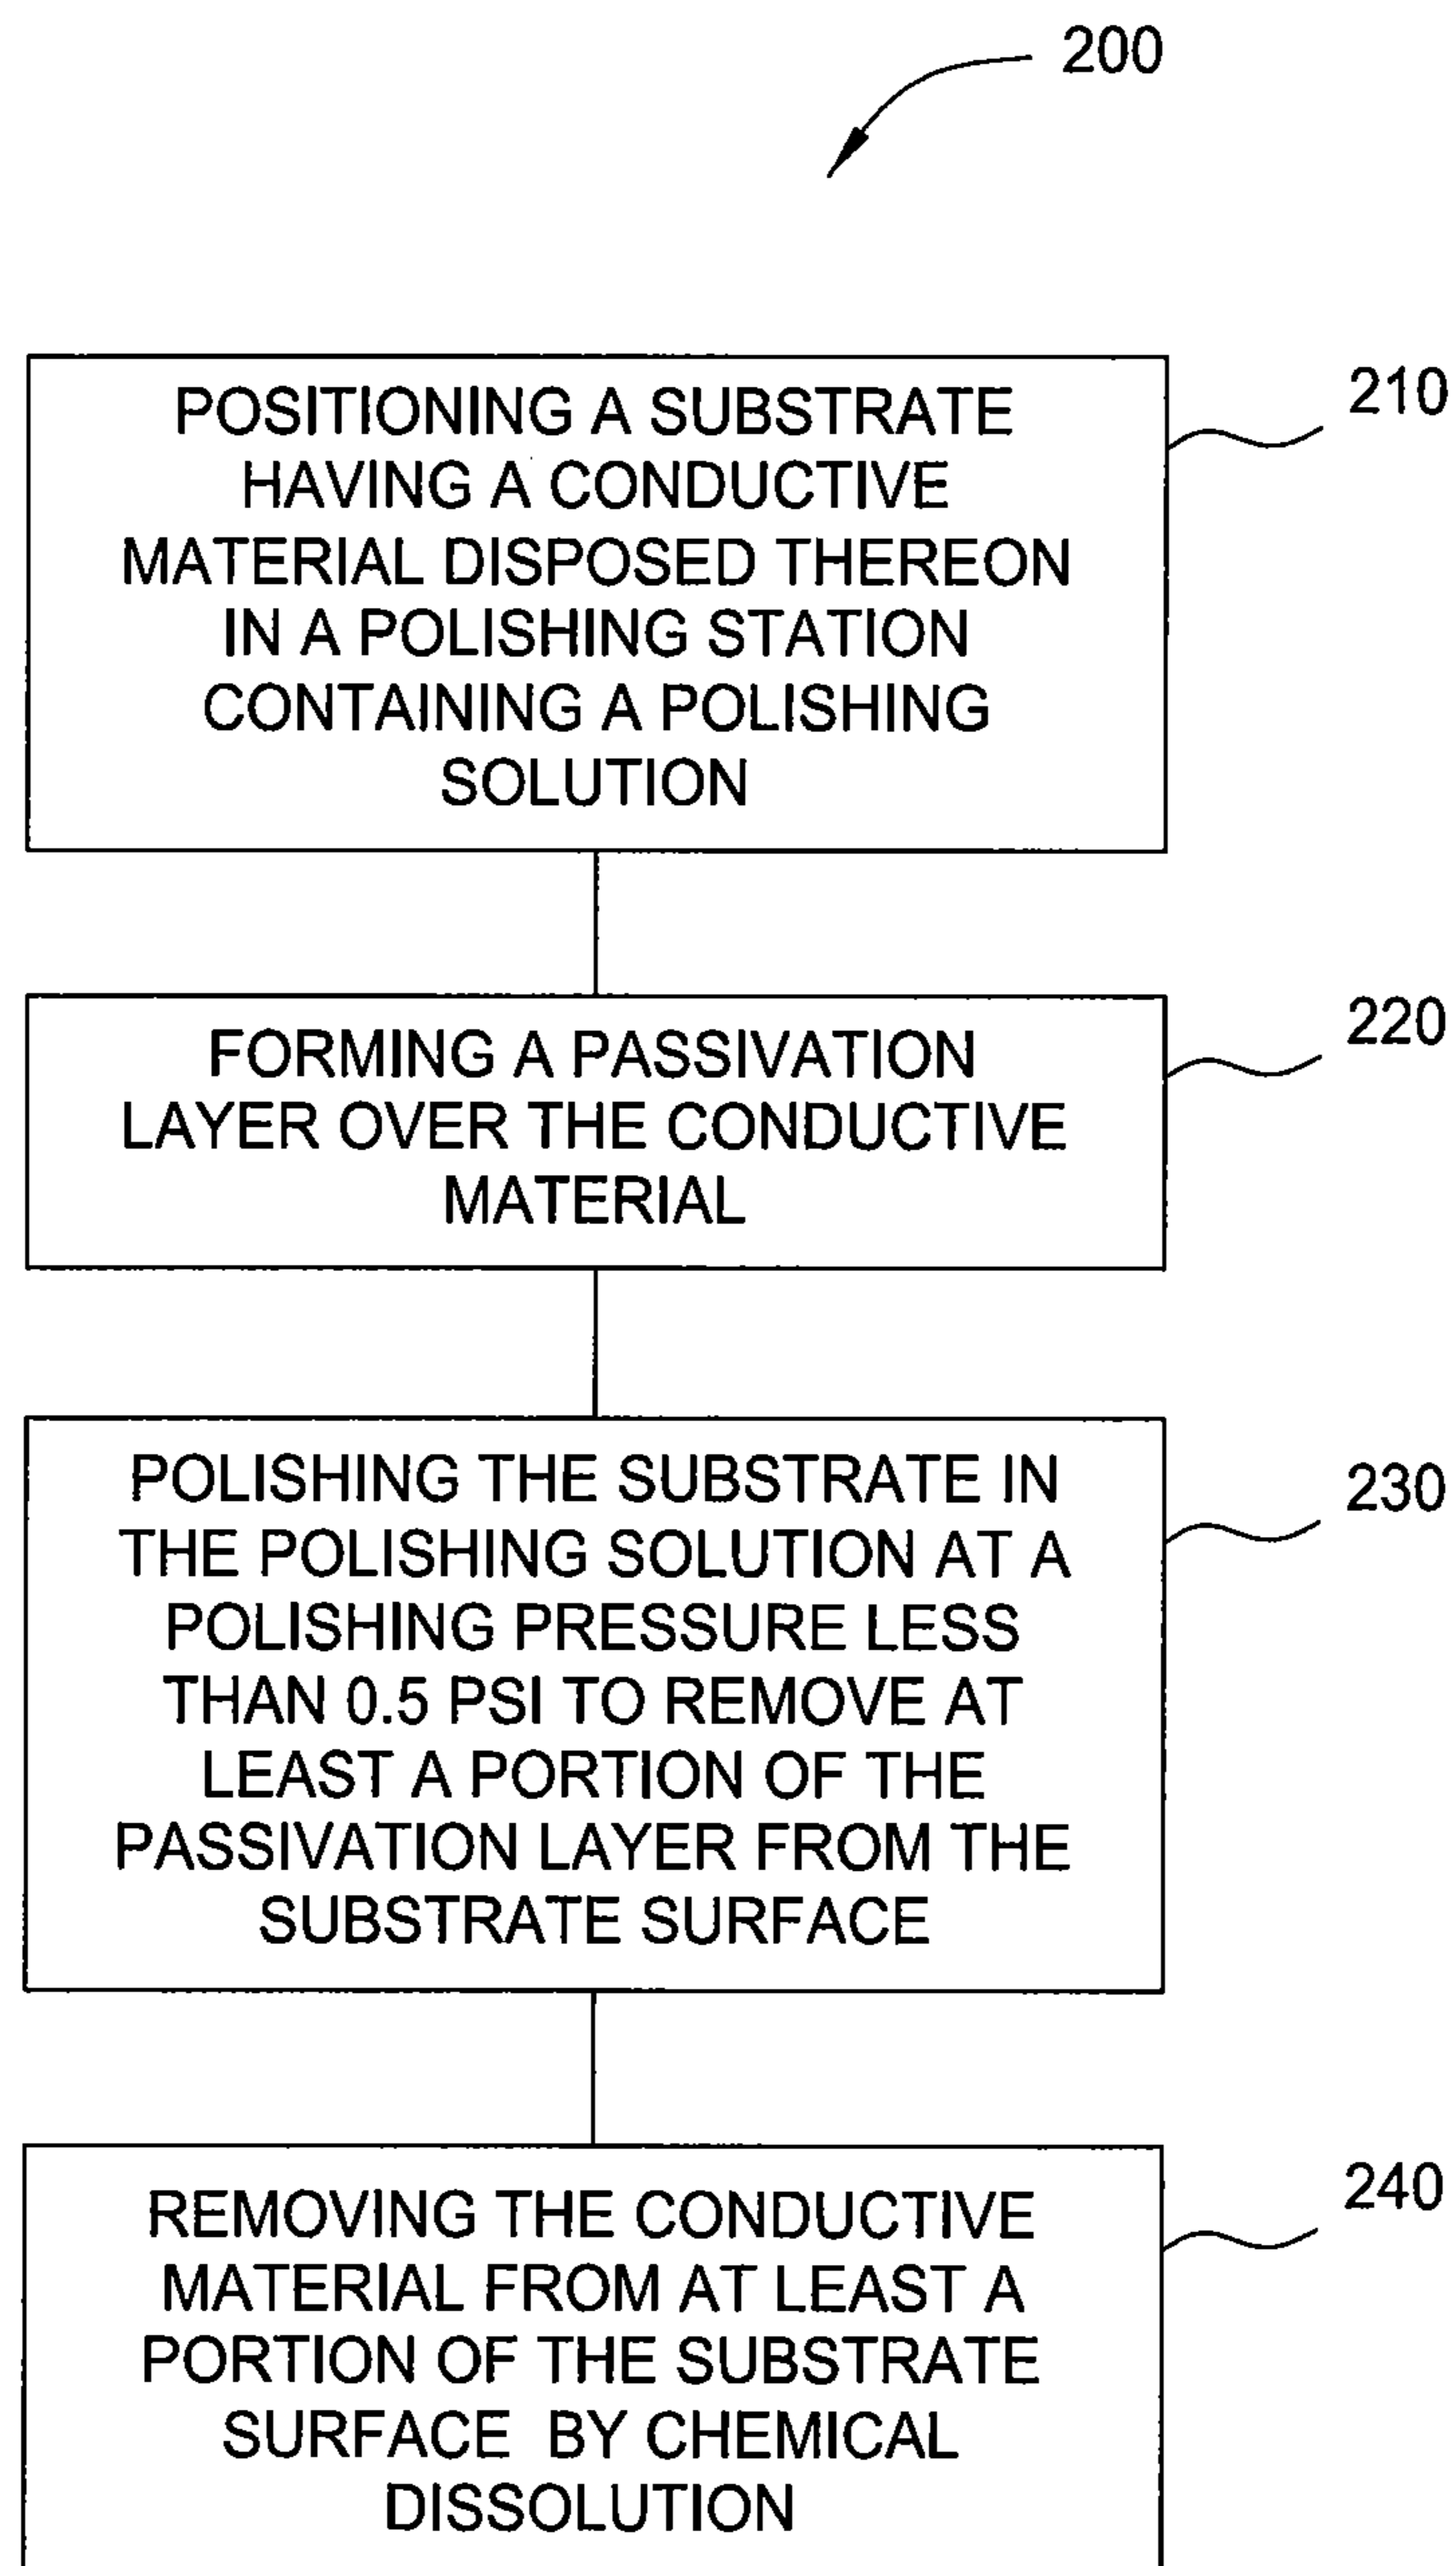 200
POSITIONING A SUBSTRATE
HAVING A CONDUCTIVE
MATERIAL DISPOSED THEREON
IN A POLISHING STATION
CONTAINING A POLISHING
SOLUTION
210
FORMING A PASSIVATION
LAYER OVER THE CONDUCTIVE
MATERIAL
220
POLISHING THE SUBSTRATE IN
THE POLISHING SOLUTION AT A
POLISHING PRESSURE LESS
THAN 0.5 PSI TO REMOVE AT
LEAST A PORTION OF THE
PASSIVATION LAYER FROM THE
SUBSTRATE SURFACE
230
REMOVING THE CONDUCTIVE
MATERIAL FROM AT LEAST A
PORTION OF THE SUBSTRATE
SURFACE BY CHEMICAL
DISSOLUTION
240